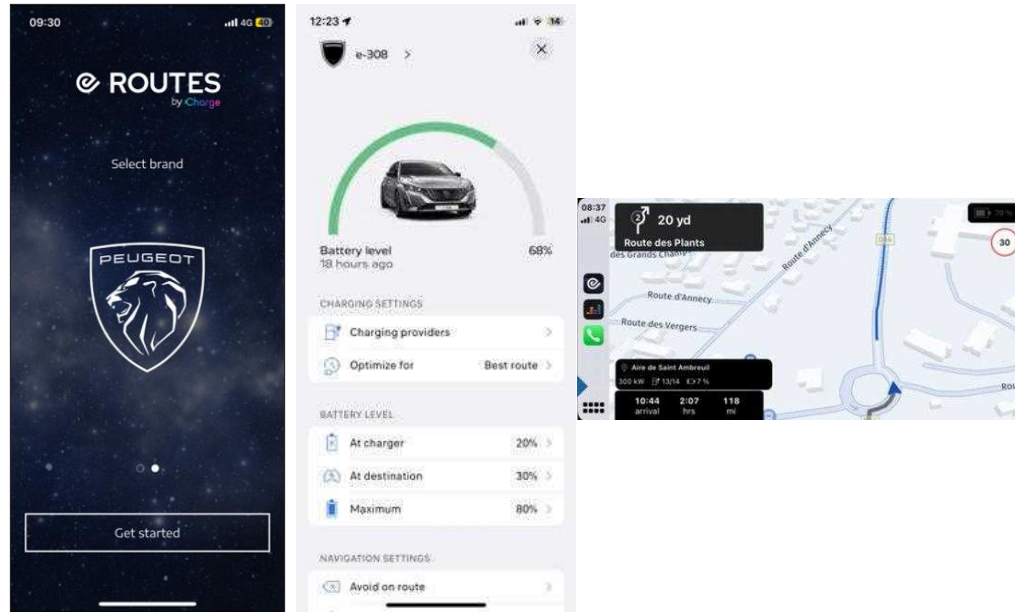 09:30
4G 40
ROUTES
by Charge
Select brand
PEUGEOT
Get started
12:23
14
e-308 >
Battery level
68%
18 hours ago
CHARGING SETTINGS
Charging providers >
Optimize for Best route >
BATTERY LEVEL
At charger 20% >
At destination 30% >
Maximum 80% >
NAVIGATION SETTINGS
Avoid on route >
08:37
4G
2 20 yd
Route des Plants
des Grands Champs
Route d'Annecy
70 %
30
Route d'Annecy
Route des Vergers
Aire de Saint Ambreuil
300 kW 13/14 7 %
10:44 2:07 118
arrival hrs mi